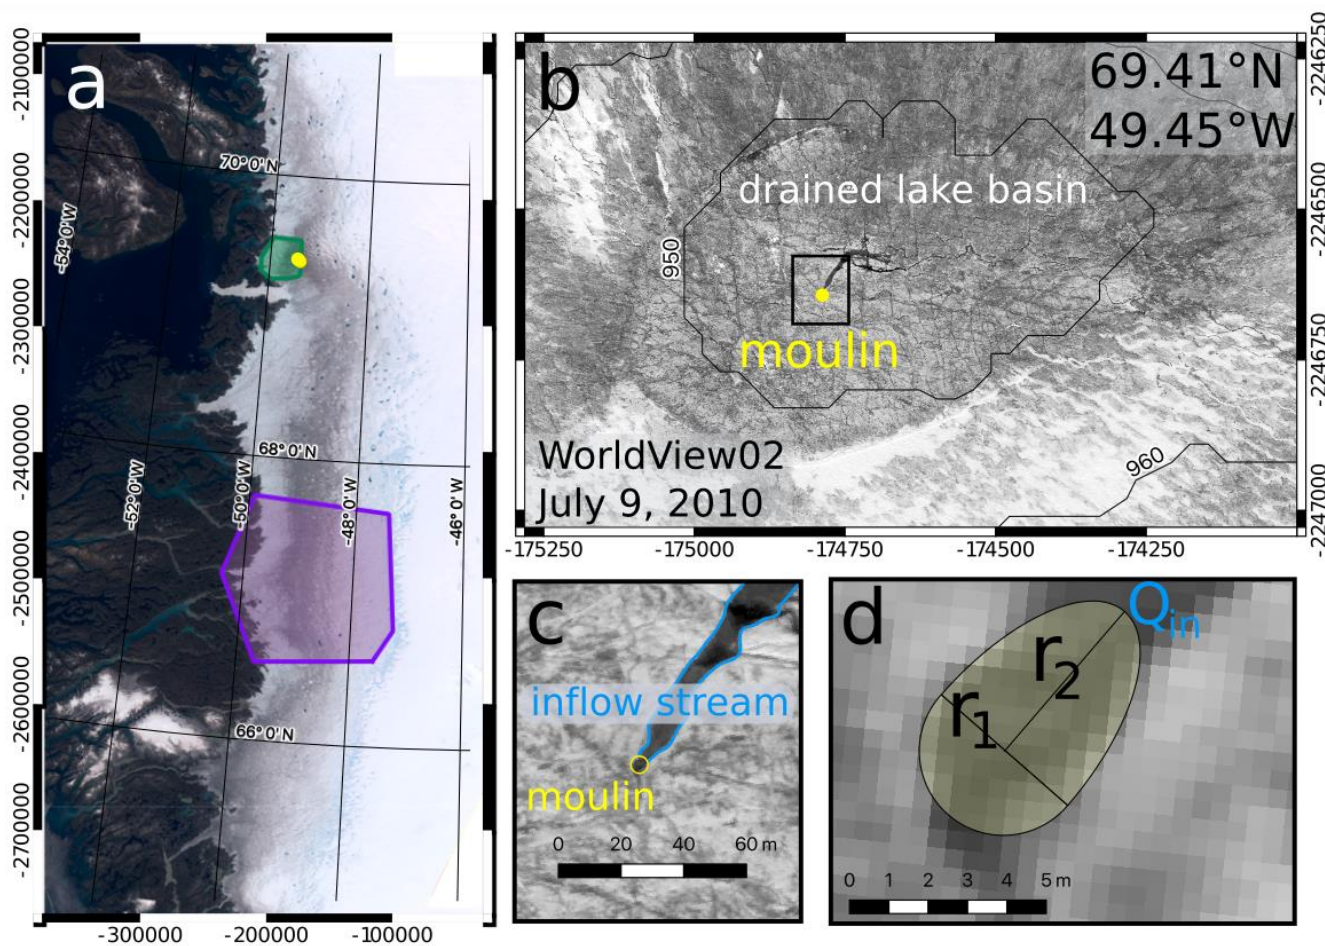 a
-2100000
-2200000
-2300000
-2400000
-2500000
-2600000
-2700000
70° 0' N
-54° 0' W
68° 0' N
-52° 0' W
-50° 0' W
-48° 0' W
-46° 0' W
66° 0' N
-300000
-200000
-100000
b
69.41°N
49.45°W
drained lake basin
950
moulin
WorldView02
July 9, 2010
960
-2246250
-2246500
-2246750
-2247000
-175250
-175000
-174750
-174500
-174250
c
inflow stream
moulin
0 20 40 60 m
d
Qin
r2
r1
0 1 2 3 4 5 m